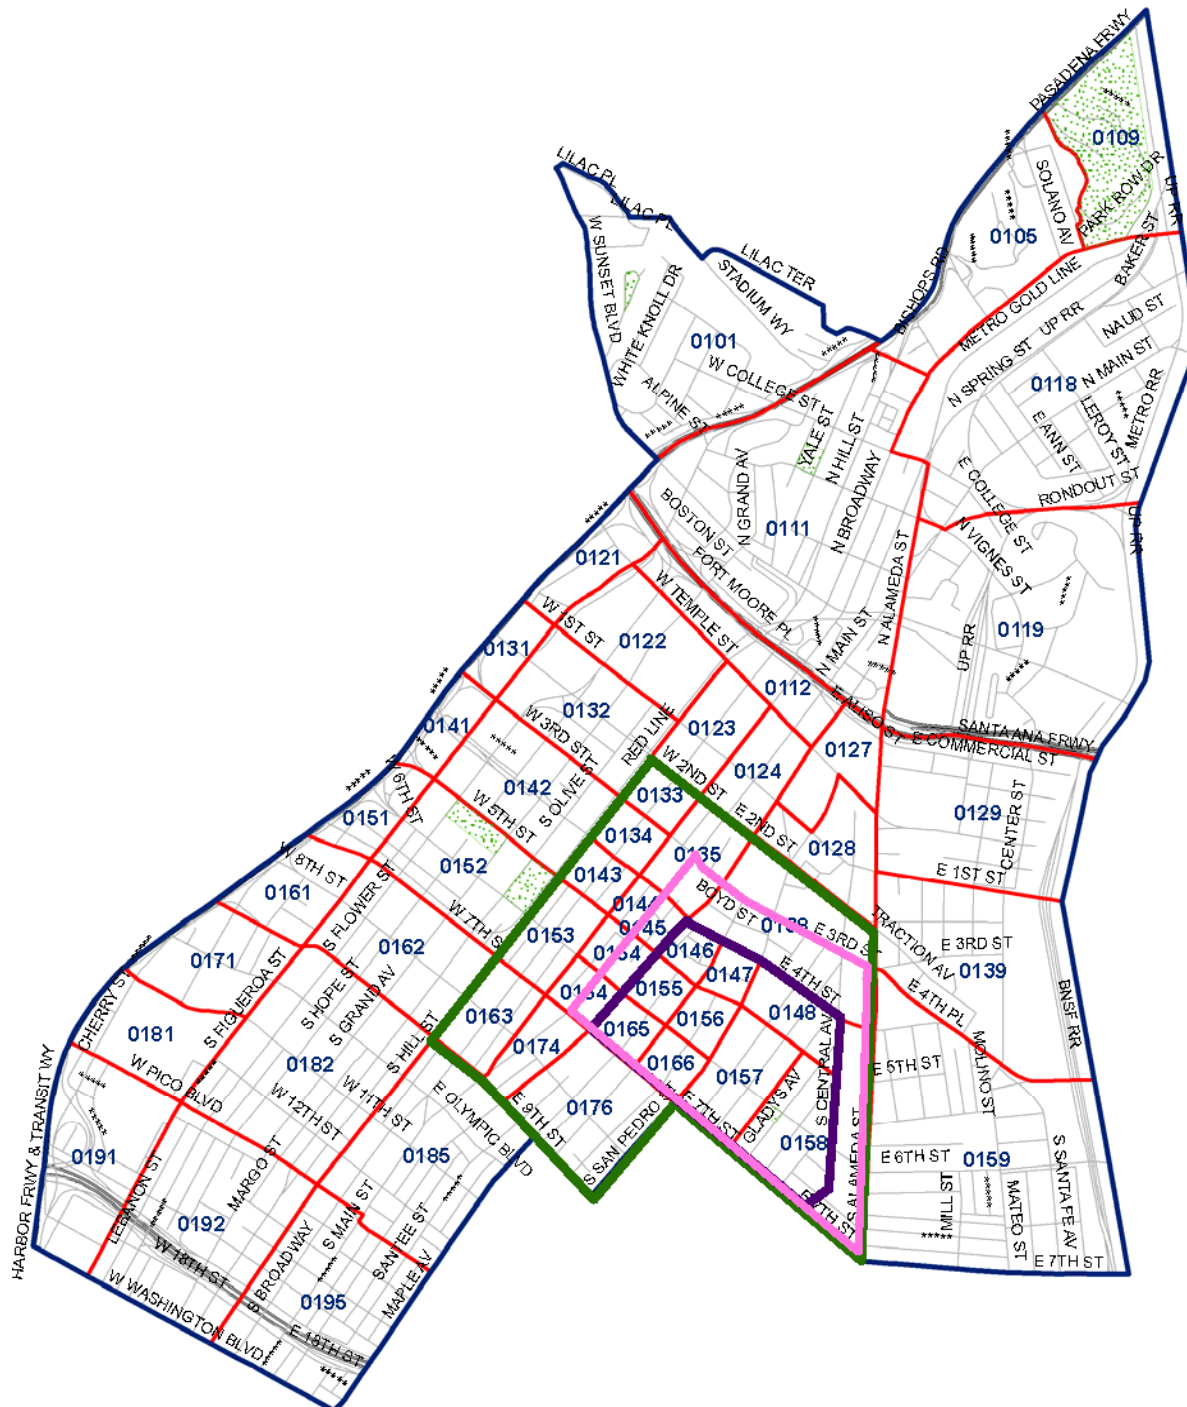 PASADENA FRWY
*****
0109
SOLANO AV
PARK ROW DR
UP RR
*****
*****
0105
*****
BAKER ST
LILAC PL
LILAC PL
W SUNSET BLVD
LILAC TER
STADIUM WY
WHITE KNOLL DR
BISHOPS RD
METRO GOLD LINE
UP RR
NAUD ST
N SPRING ST
N MAIN ST
0101
*****
*****
W COLLEGE ST
0118
LEROY ST
*****
METRO RR
ALPINE ST
*****
*****
YALE ST
N HILL ST
E ANN ST
N GRAND AV
N BROADWAY
E COLLEGE ST
RONDOUT ST
UP RR
BOSTON ST
0111
N VIGNES ST
*****
0121
FORT MOORE PL
N ALAMEDA ST
*****
W TEMPLE ST
W 1ST ST
0122
*****
N MAIN ST
UP RR
0119
*****
0131
*****
0112
*****
E ALISO ST
SANTA ANA FRWY
E COMMERCIAL ST
0132
RED LINE
0123
0127
0141
*****
W 3RD ST
*****
W 2ND ST
0124
*****
W 6TH ST
0142
S OLIVE ST
0133
E 2ND ST
0129
CENTER ST
0151
W 5TH ST
0134
0128
0135
0152
0143
E 1ST ST
W 8TH ST
0161
S FLOWER ST
0144
BOYD ST
0138
E 3RD ST
TRACTION AV
W 7TH ST
0153
0145
0146
E 3RD ST
*****
0171
0162
0154
0147
E 4TH ST
0139
E 4TH PL
CHERRY ST
S FIGUEROA ST
S HOPE ST
S GRAND AV
0164
0155
0148
BNSF RR
0163
0156
S CENTRAL AV
0181
0165
MOLINO ST
S HILL ST
0174
0166
0157
E 5TH ST
0182
W PICO BLVD
*****
*****
W 12TH ST
W 11TH ST
E OLYMPIC BLVD
E 9TH ST
0176
S SAN PEDRO ST
E 7TH ST
GLADYS AV
0158
S ALAMEDA ST
E 6TH ST
0159
HARBOR FRWY & TRANSIT WY
*****
0191
LEBANON ST
MARGO ST
0185
*****
E 7TH ST
MILL ST
*****
*****
MATEO ST
S SANTA FE AV
E 7TH ST
*****
0192
W 18TH ST
S MAIN ST
SANTEE ST
MAPLE AV
S BROADWAY
*****
0195
W WASHINGTON BLVD
E 18TH ST
*****
*****